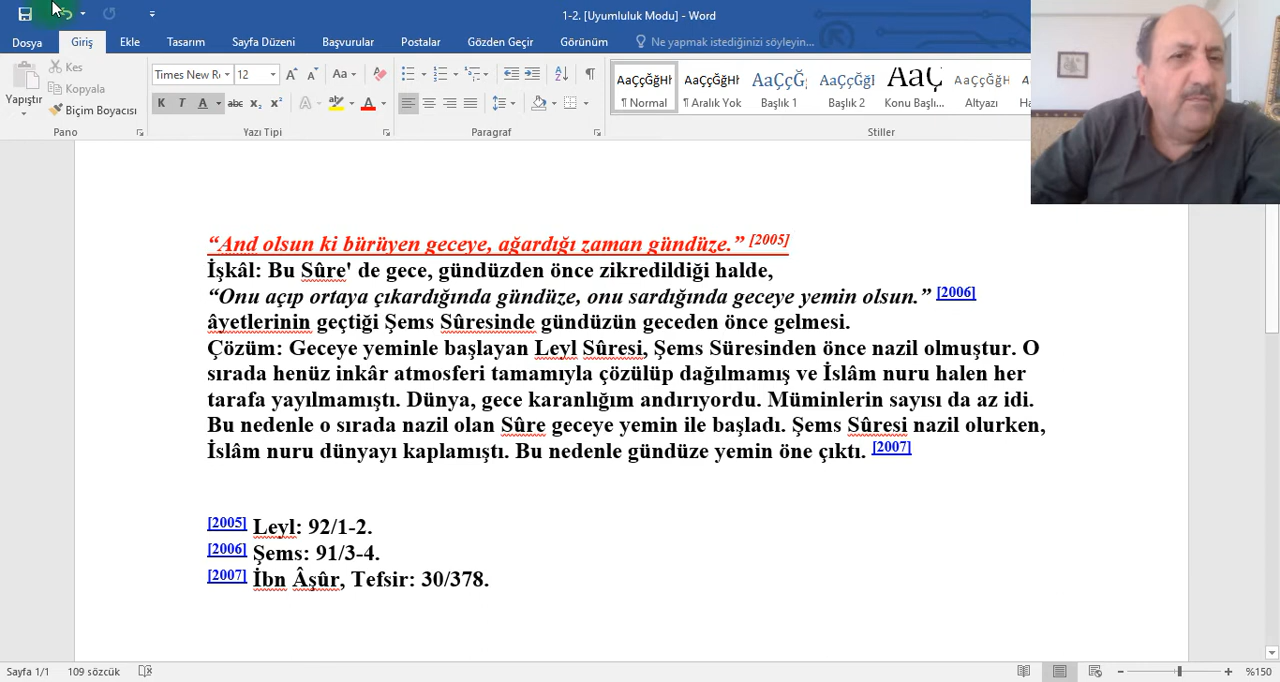 1-2. [Uyumluluk Modu] - Word
Dosya Giriş Ekle Tasarım Sayfa Düzeni Başvurular Postalar Gözden Geçir Görünüm Ne yapmak istediğinizi söyleyin...
Yapıştır
Kes
Kopyala
Biçim Boyacısı
Pano
Times New R 12
Aa
K T A abc x₂ x² A A
Yazı Tipi
Paragraf
AaÇçĞğHł AaÇçĞğHł AaÇçĞ AaÇçĞğI AaÇ AaÇçĞğH
¶ Normal ¶ Aralık Yok Başlık 1 Başlık 2 Konu Başlı... Altyazı
Stiller
“And olsun ki bürüyen geceye, ağardığı zaman gündüze.” [2005]
İşkâl: Bu Sûre' de gece, gündüzden önce zikredildiği halde,
“Onu açıp ortaya çıkardığında gündüze, onu sardığında geceye yemin olsun.” [2006]
âyetlerinin geçtiği Şems Sûresinde gündüzün geceden önce gelmesi.
Çözüm: Geceye yeminle başlayan Leyl Sûresi, Şems Süresinden önce nazil olmuştur. O
sırada henüz inkâr atmosferi tamamıyla çözülüp dağılmamış ve İslâm nuru halen her
tarafa yayılmamıştı. Dünya, gece karanlığım andırıyordu. Müminlerin sayısı da az idi.
Bu nedenle o sırada nazil olan Sûre geceye yemin ile başladı. Şems Sûresi nazil olurken,
İslâm nuru dünyayı kaplamıştı. Bu nedenle gündüze yemin öne çıktı. [2007]
[2005] Leyl: 92/1-2.
[2006] Şems: 91/3-4.
[2007] İbn Âşûr, Tefsir: 30/378.
Sayfa 1/1 109 sözcük %150